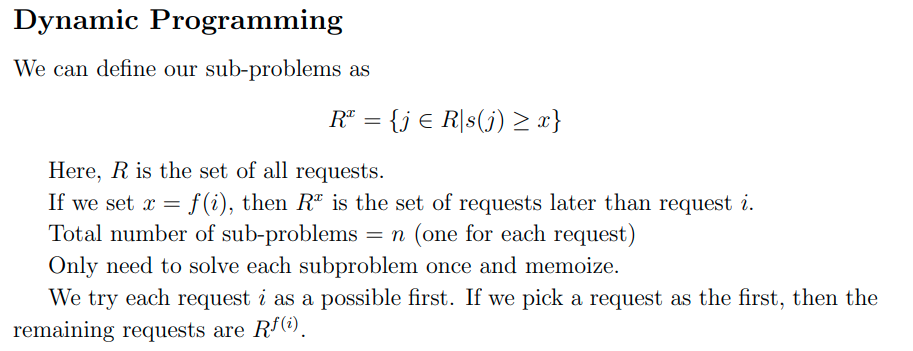 Dynamic Programming
We can define our sub-problems as
Rˣ = {j ∈ R|s(j) ≥ x}
Here, R is the set of all requests.
If we set x = f(i), then Rˣ is the set of requests later than request i.
Total number of sub-problems = n (one for each request)
Only need to solve each subproblem once and memoize.
We try each request i as a possible first. If we pick a request as the first, then the
remaining requests are R^{f(i)}.